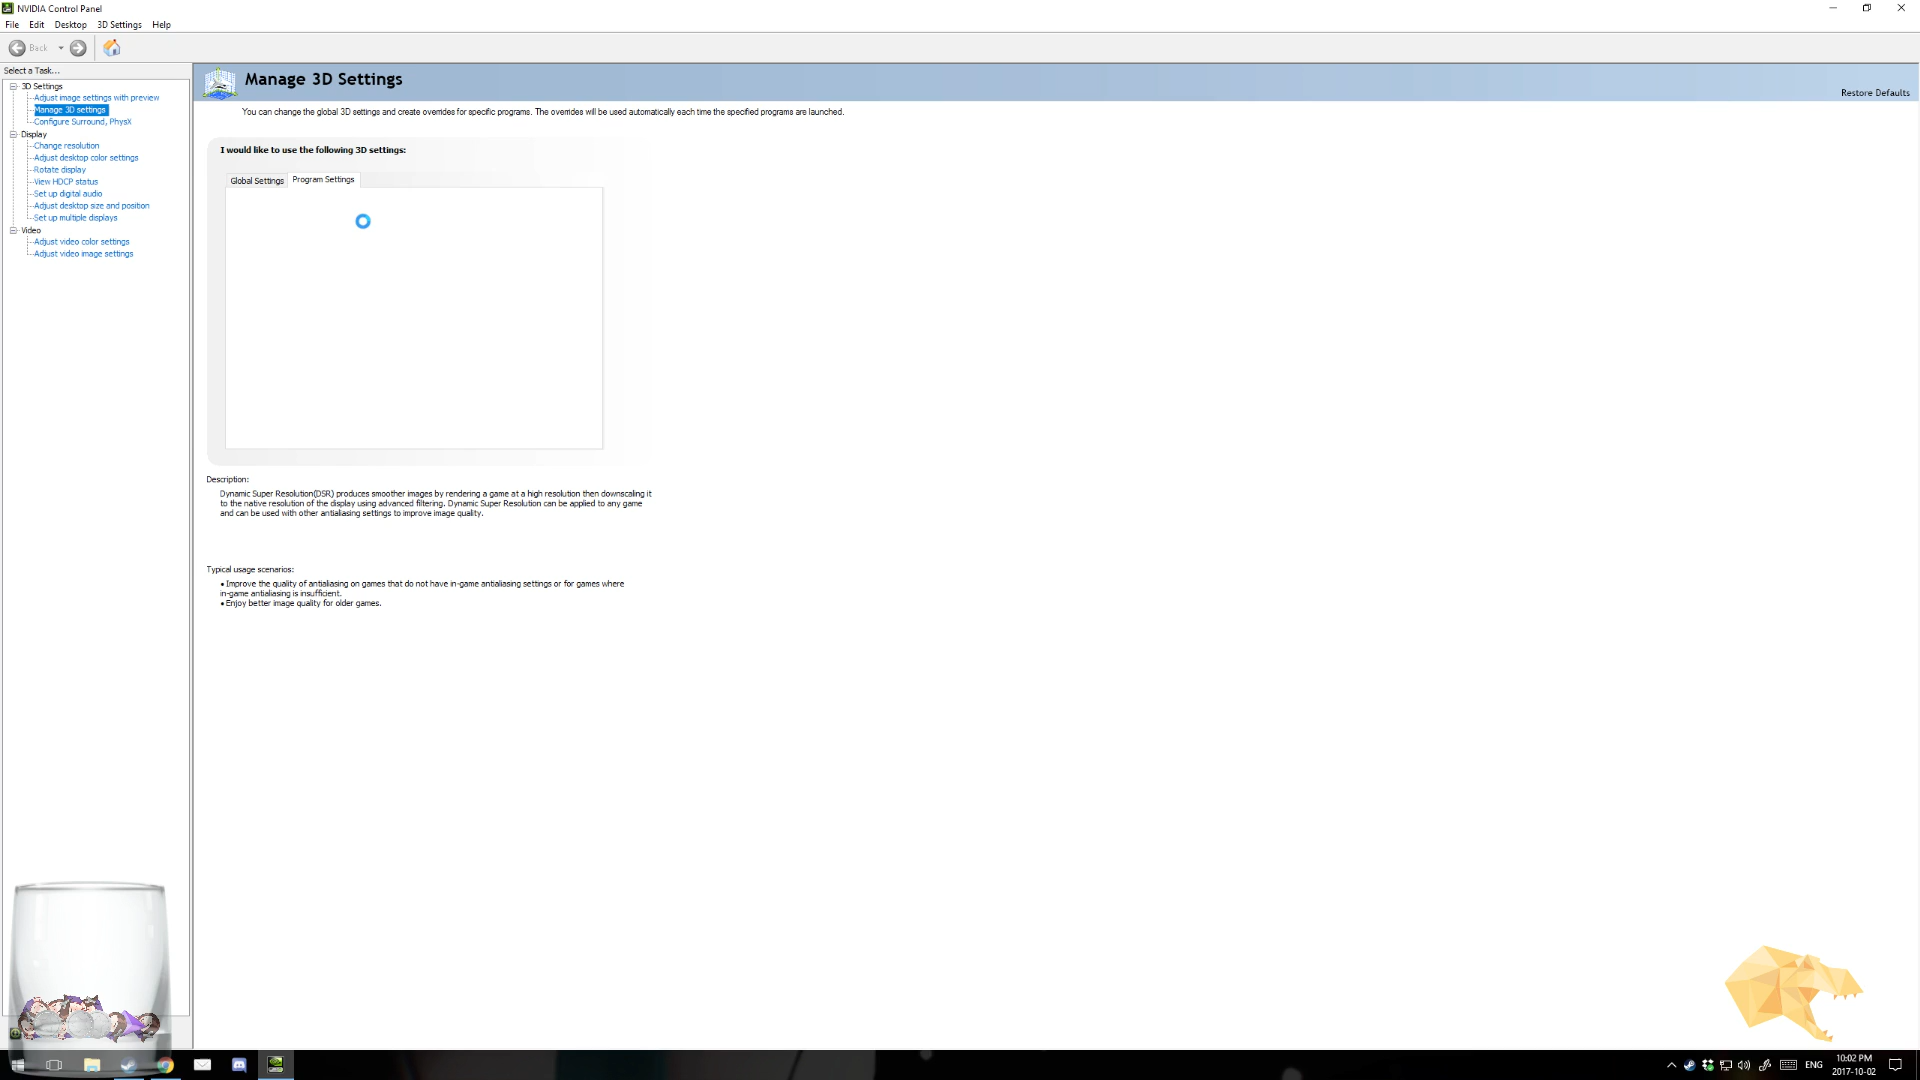 NVIDIA Control Panel
File Edit Desktop 3D Settings Help
Back
Select a Task...
3D Settings
Adjust image settings with preview
Manage 3D settings
Configure Surround, PhysX
Display
Change resolution
Adjust desktop color settings
Rotate display
View HDCP status
Set up digital audio
Adjust desktop size and position
Set up multiple displays
Video
Adjust video color settings
Adjust video image settings
Manage 3D Settings
Restore Defaults
You can change the global 3D settings and create overrides for specific programs. The overrides will be used automatically each time the specified programs are launched.
I would like to use the following 3D settings:
Global Settings Program Settings
Description:
Dynamic Super Resolution(DSR) produces smoother images by rendering a game at a high resolution then downscaling it
to the native resolution of the display using advanced filtering. Dynamic Super Resolution can be applied to any game
and can be used with other antialiasing settings to improve image quality.
Typical usage scenarios:
• Improve the quality of antialiasing on games that do not have in-game antialiasing settings or for games where
in-game antialiasing is insufficient.
• Enjoy better image quality for older games.
ENG
10:02 PM
2017-10-02